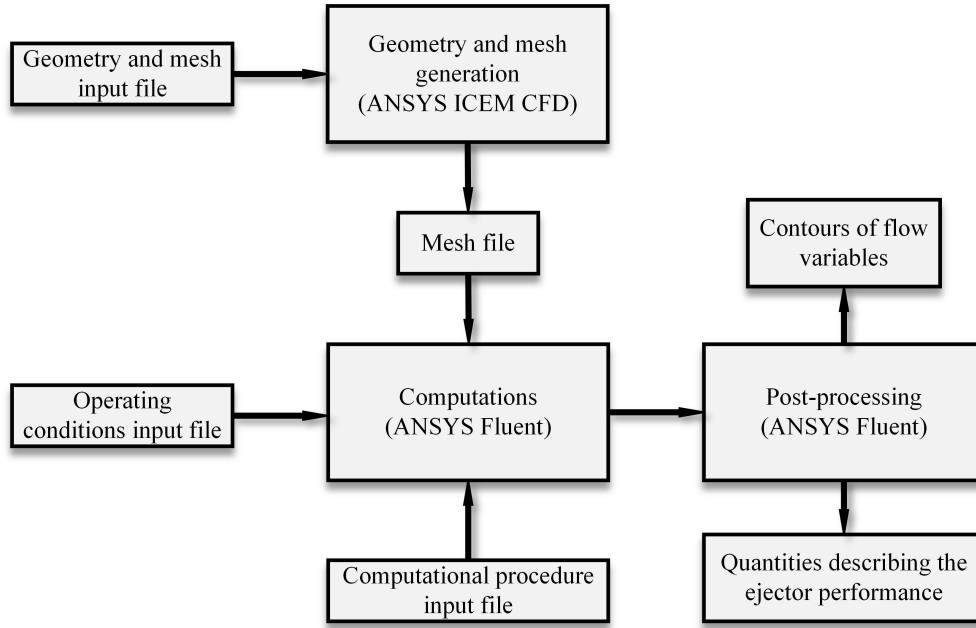 Geometry and mesh
input file
Geometry and mesh
generation
(ANSYS ICEM CFD)
Mesh file
Contours of flow
variables
Operating
conditions input file
Computations
(ANSYS Fluent)
Post-processing
(ANSYS Fluent)
Computational procedure
input file
Quantities describing the
ejector performance